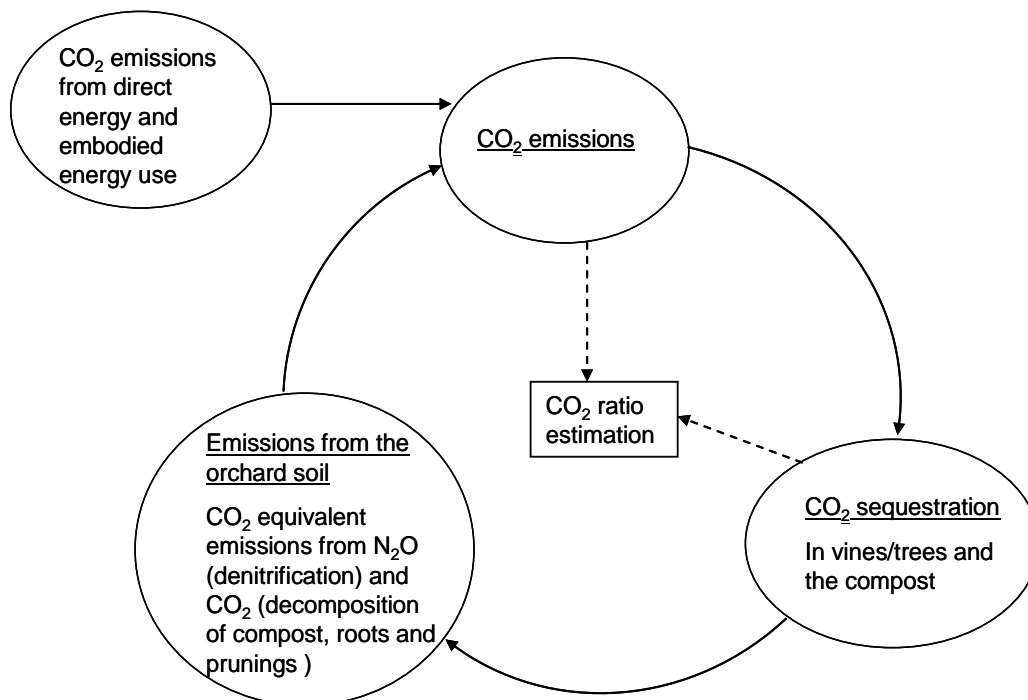 CO₂ emissions
from direct
energy and
embodied
energy use
CO₂ emissions
CO₂ ratio
estimation
Emissions from the
orchard soil
CO₂ equivalent
emissions from N₂O
(denitrification) and
CO₂ (decomposition
of compost, roots and
prunings )
CO₂ sequestration
In vines/trees and
the compost